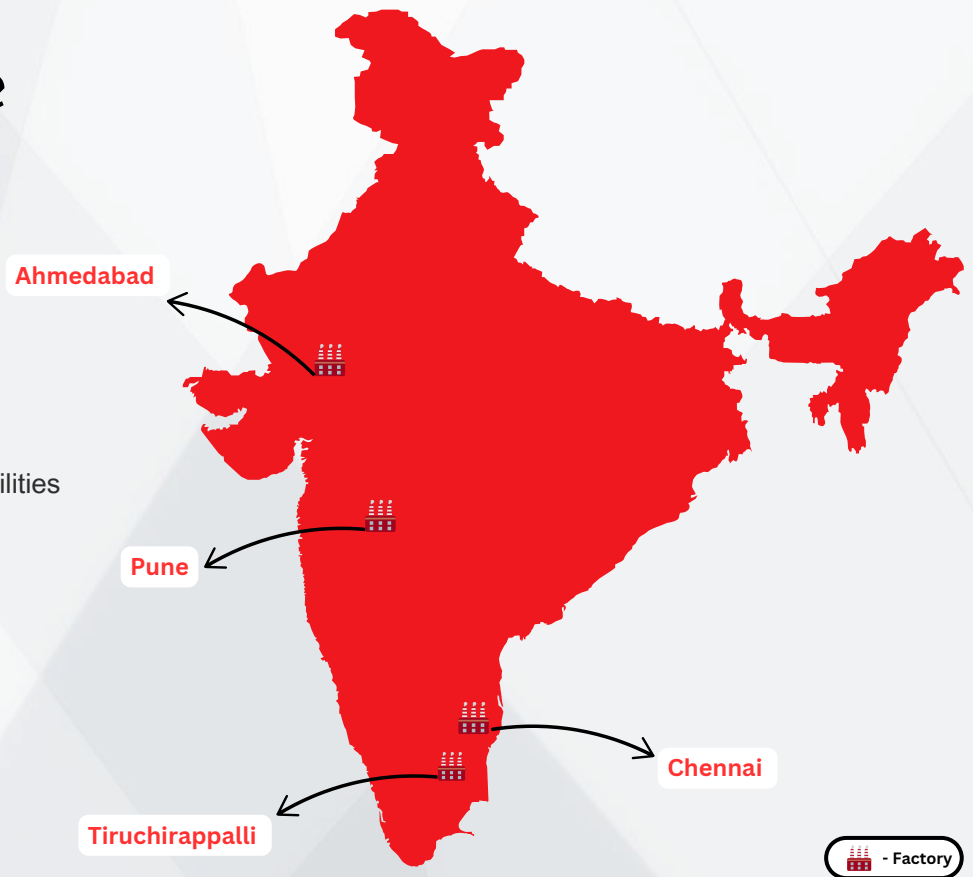 e
Ahmedabad
ilities
Pune
Chennai
Tiruchirappalli
- Factory